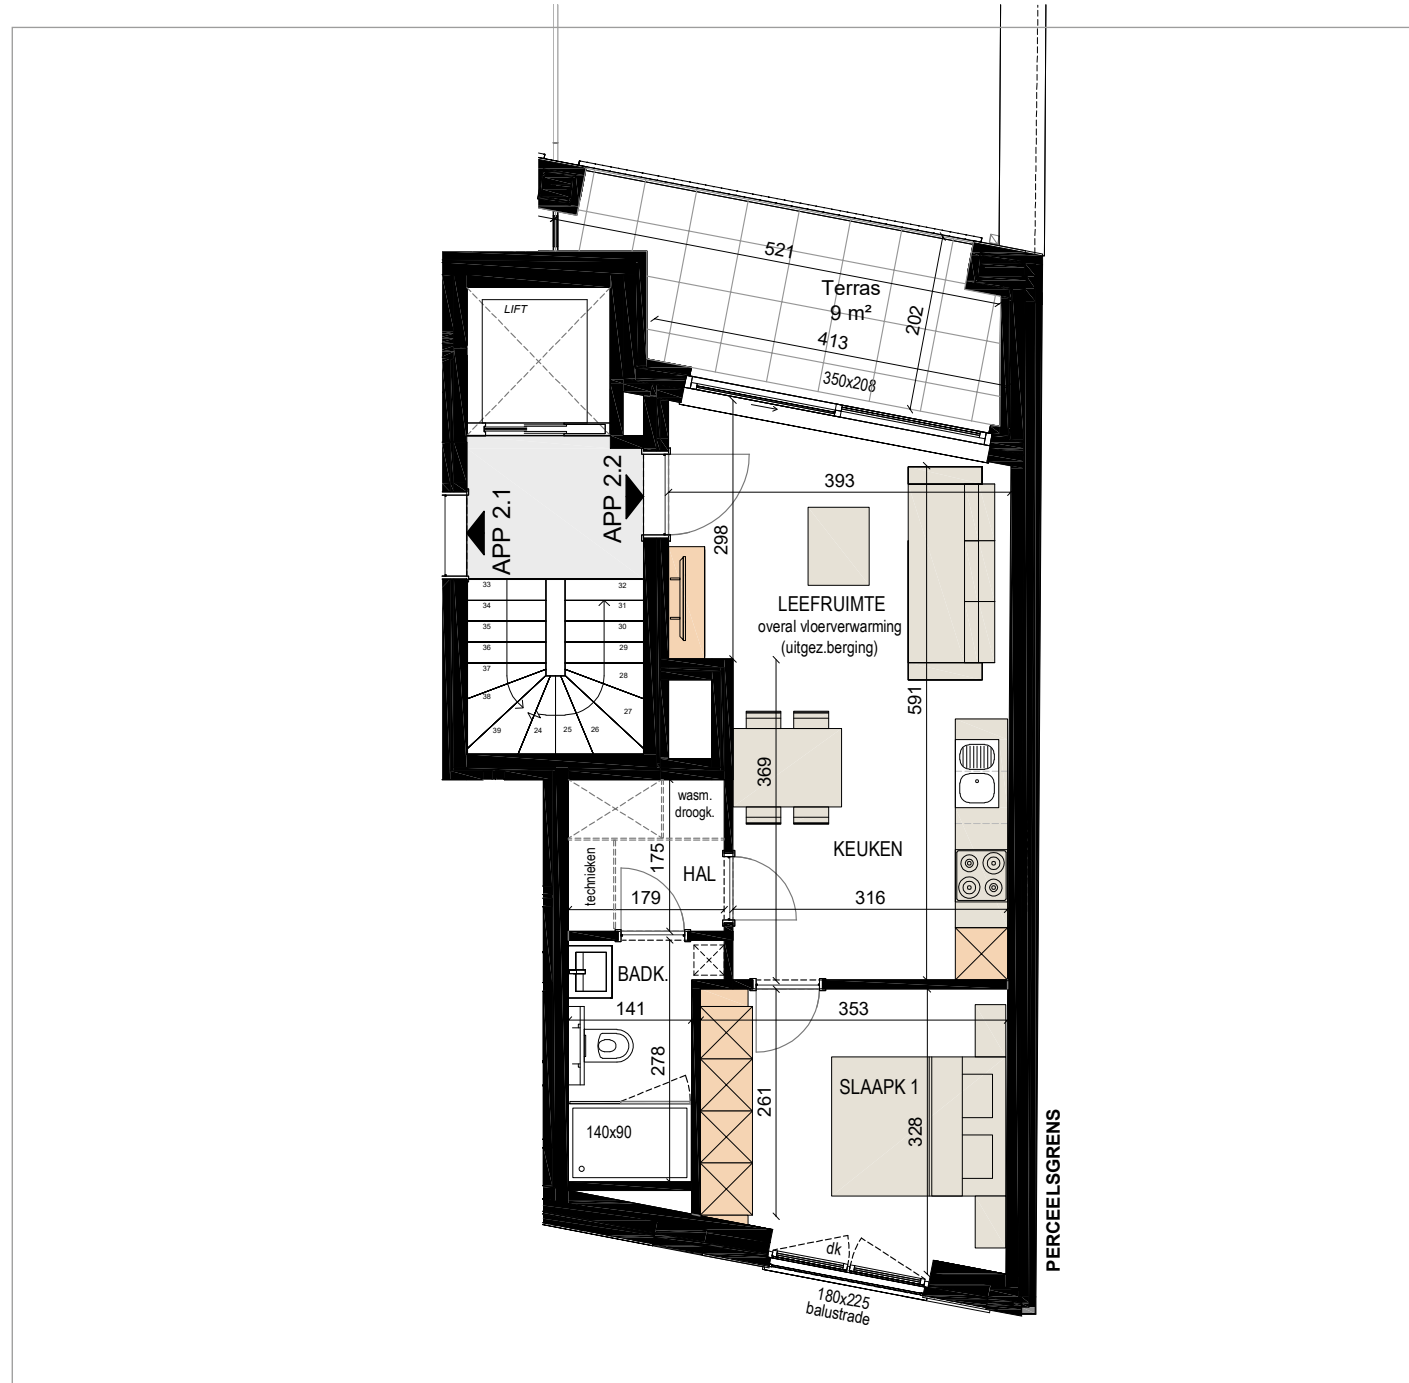 521
Terras
9 m²
202
413
350x208
LIFT
APP 2.1
APP 2.2
393
298
LEEFRUIMTE
overal vloerverwarming
(uitgez.berging)
591
33
34
35
36
37
38
39
24
25
26
27
28
29
30
31
32
369
wasm.
droogk.
technieken
175
HAL
179
KEUKEN
316
BADK.
141
278
353
261
SLAAPK 1
328
140x90
dk
180x225
balustrade
PERCEELSGRENS